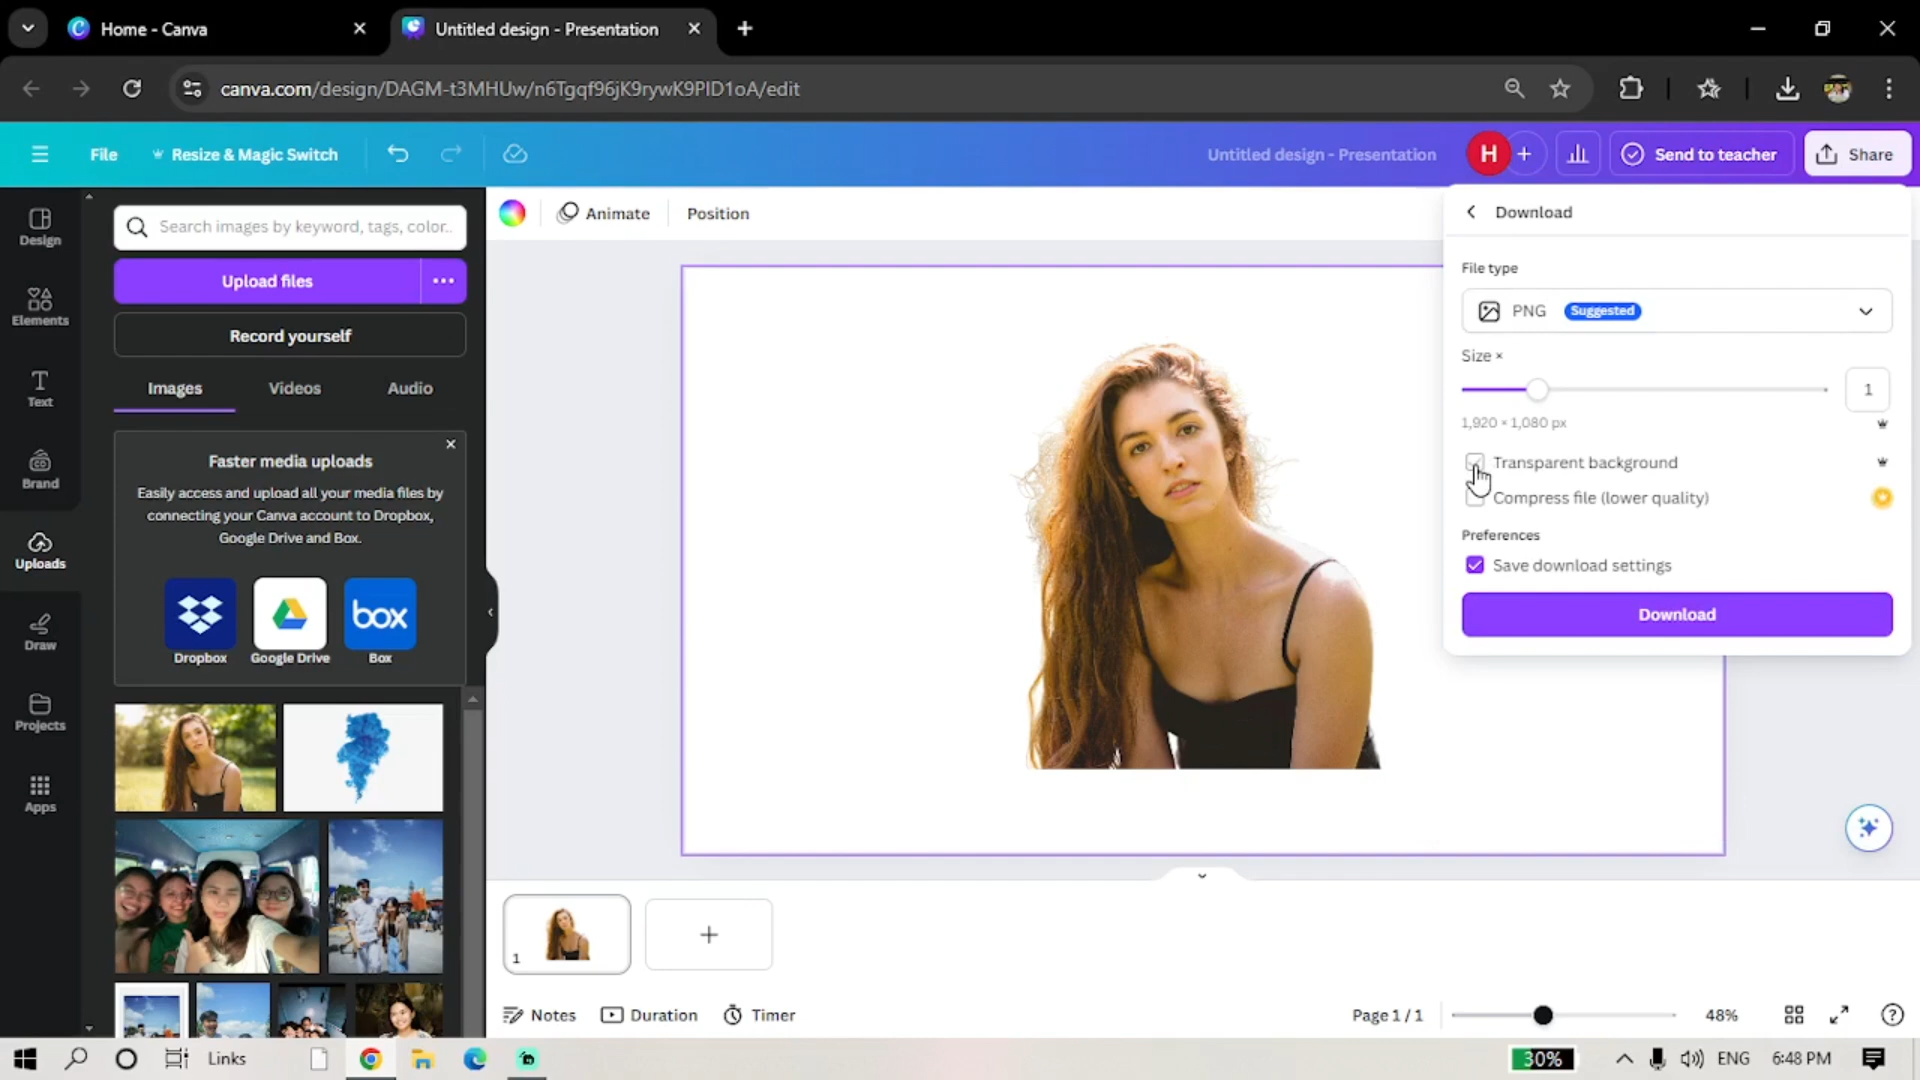 Home - Canva
Untitled design - Presentation
canva.com/design/DAGM-t3MHUw/n6Tgqf96jK9rywK9PID1oA/edit
File
Resize & Magic Switch
Untitled design - Presentation
H
+
Send to teacher
Share
Design
Elements
Text
Brand
Uploads
Draw
Projects
Apps
Search images by keyword, tags, color..
Upload files
Record yourself
Images
Videos
Audio
Faster media uploads
Easily access and upload all your media files by
connecting your Canva account to Dropbox,
Google Drive and Box.
box
Dropbox
Google Drive
Box
Animate
Position
Download
File type
PNG
Suggested
Size ×
1
1,920 × 1,080 px
Transparent background
Compress file (lower quality)
Preferences
Save download settings
Download
1
+
Notes
Duration
Timer
Page 1 / 1
48%
Links
30%
ENG
6:48 PM